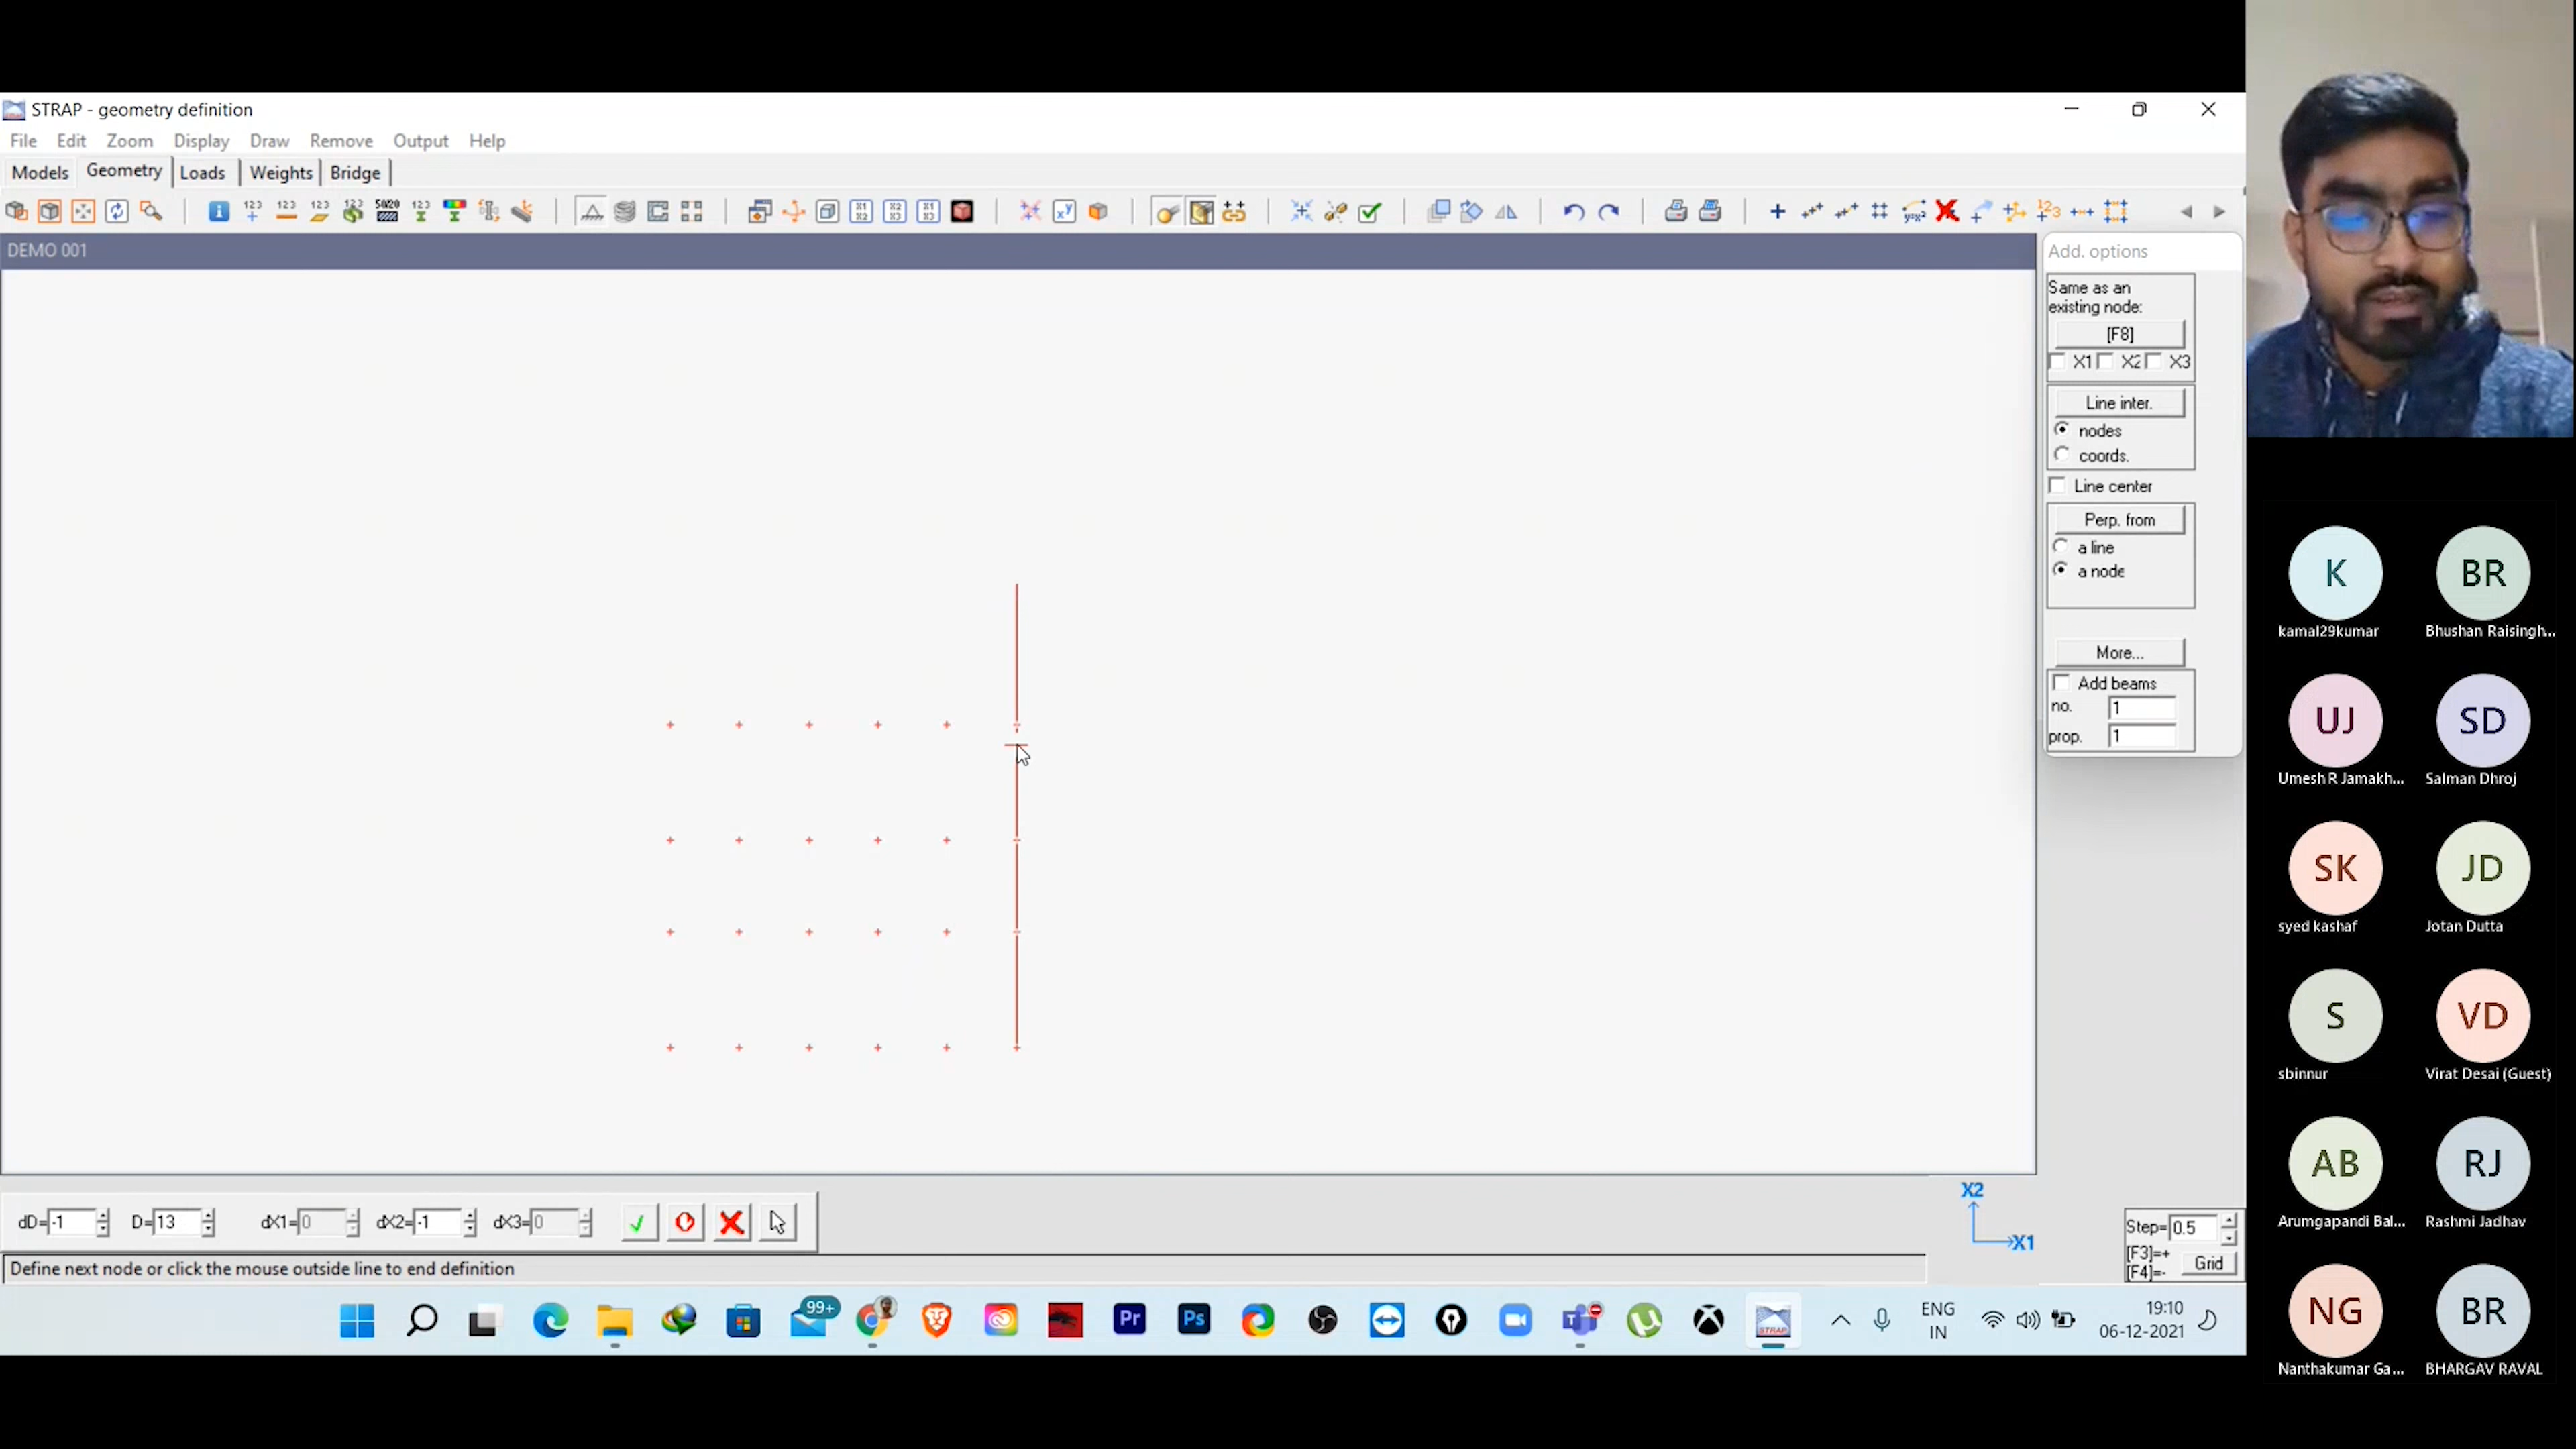 STRAP - geometry definition
File Edit Zoom Display Draw Remove Output Help
Models Geometry Loads Weights Bridge
DEMO 001
Add. options
Same as an
existing node:
[F8]
X1 X2 X3
Line inter.
nodes
coords.
Line center
Perp. from
a line
a node
More...
Add beams
no. 1
prop. 1
dD= -1 D= 13 dX1= 0 dX2= -1 dX3= 0
X2
X1
Step= 0.5
[F3]=+
[F4]=-
Grid
Define next node or click the mouse outside line to end definition
99+
Pr
Ps
STRAP
ENG
IN
19:10
06-12-2021
K
kamal29kumar
BR
Bhushan Raisingh...
UJ
Umesh R Jamakh...
SD
Salman Dhroj
SK
syed kashaf
JD
Jotan Dutta
S
sbinnur
VD
Virat Desai (Guest)
AB
Arumgapandi Bal...
RJ
Rashmi Jadhav
NG
Nanthakumar Ga...
BR
BHARGAV RAVAL